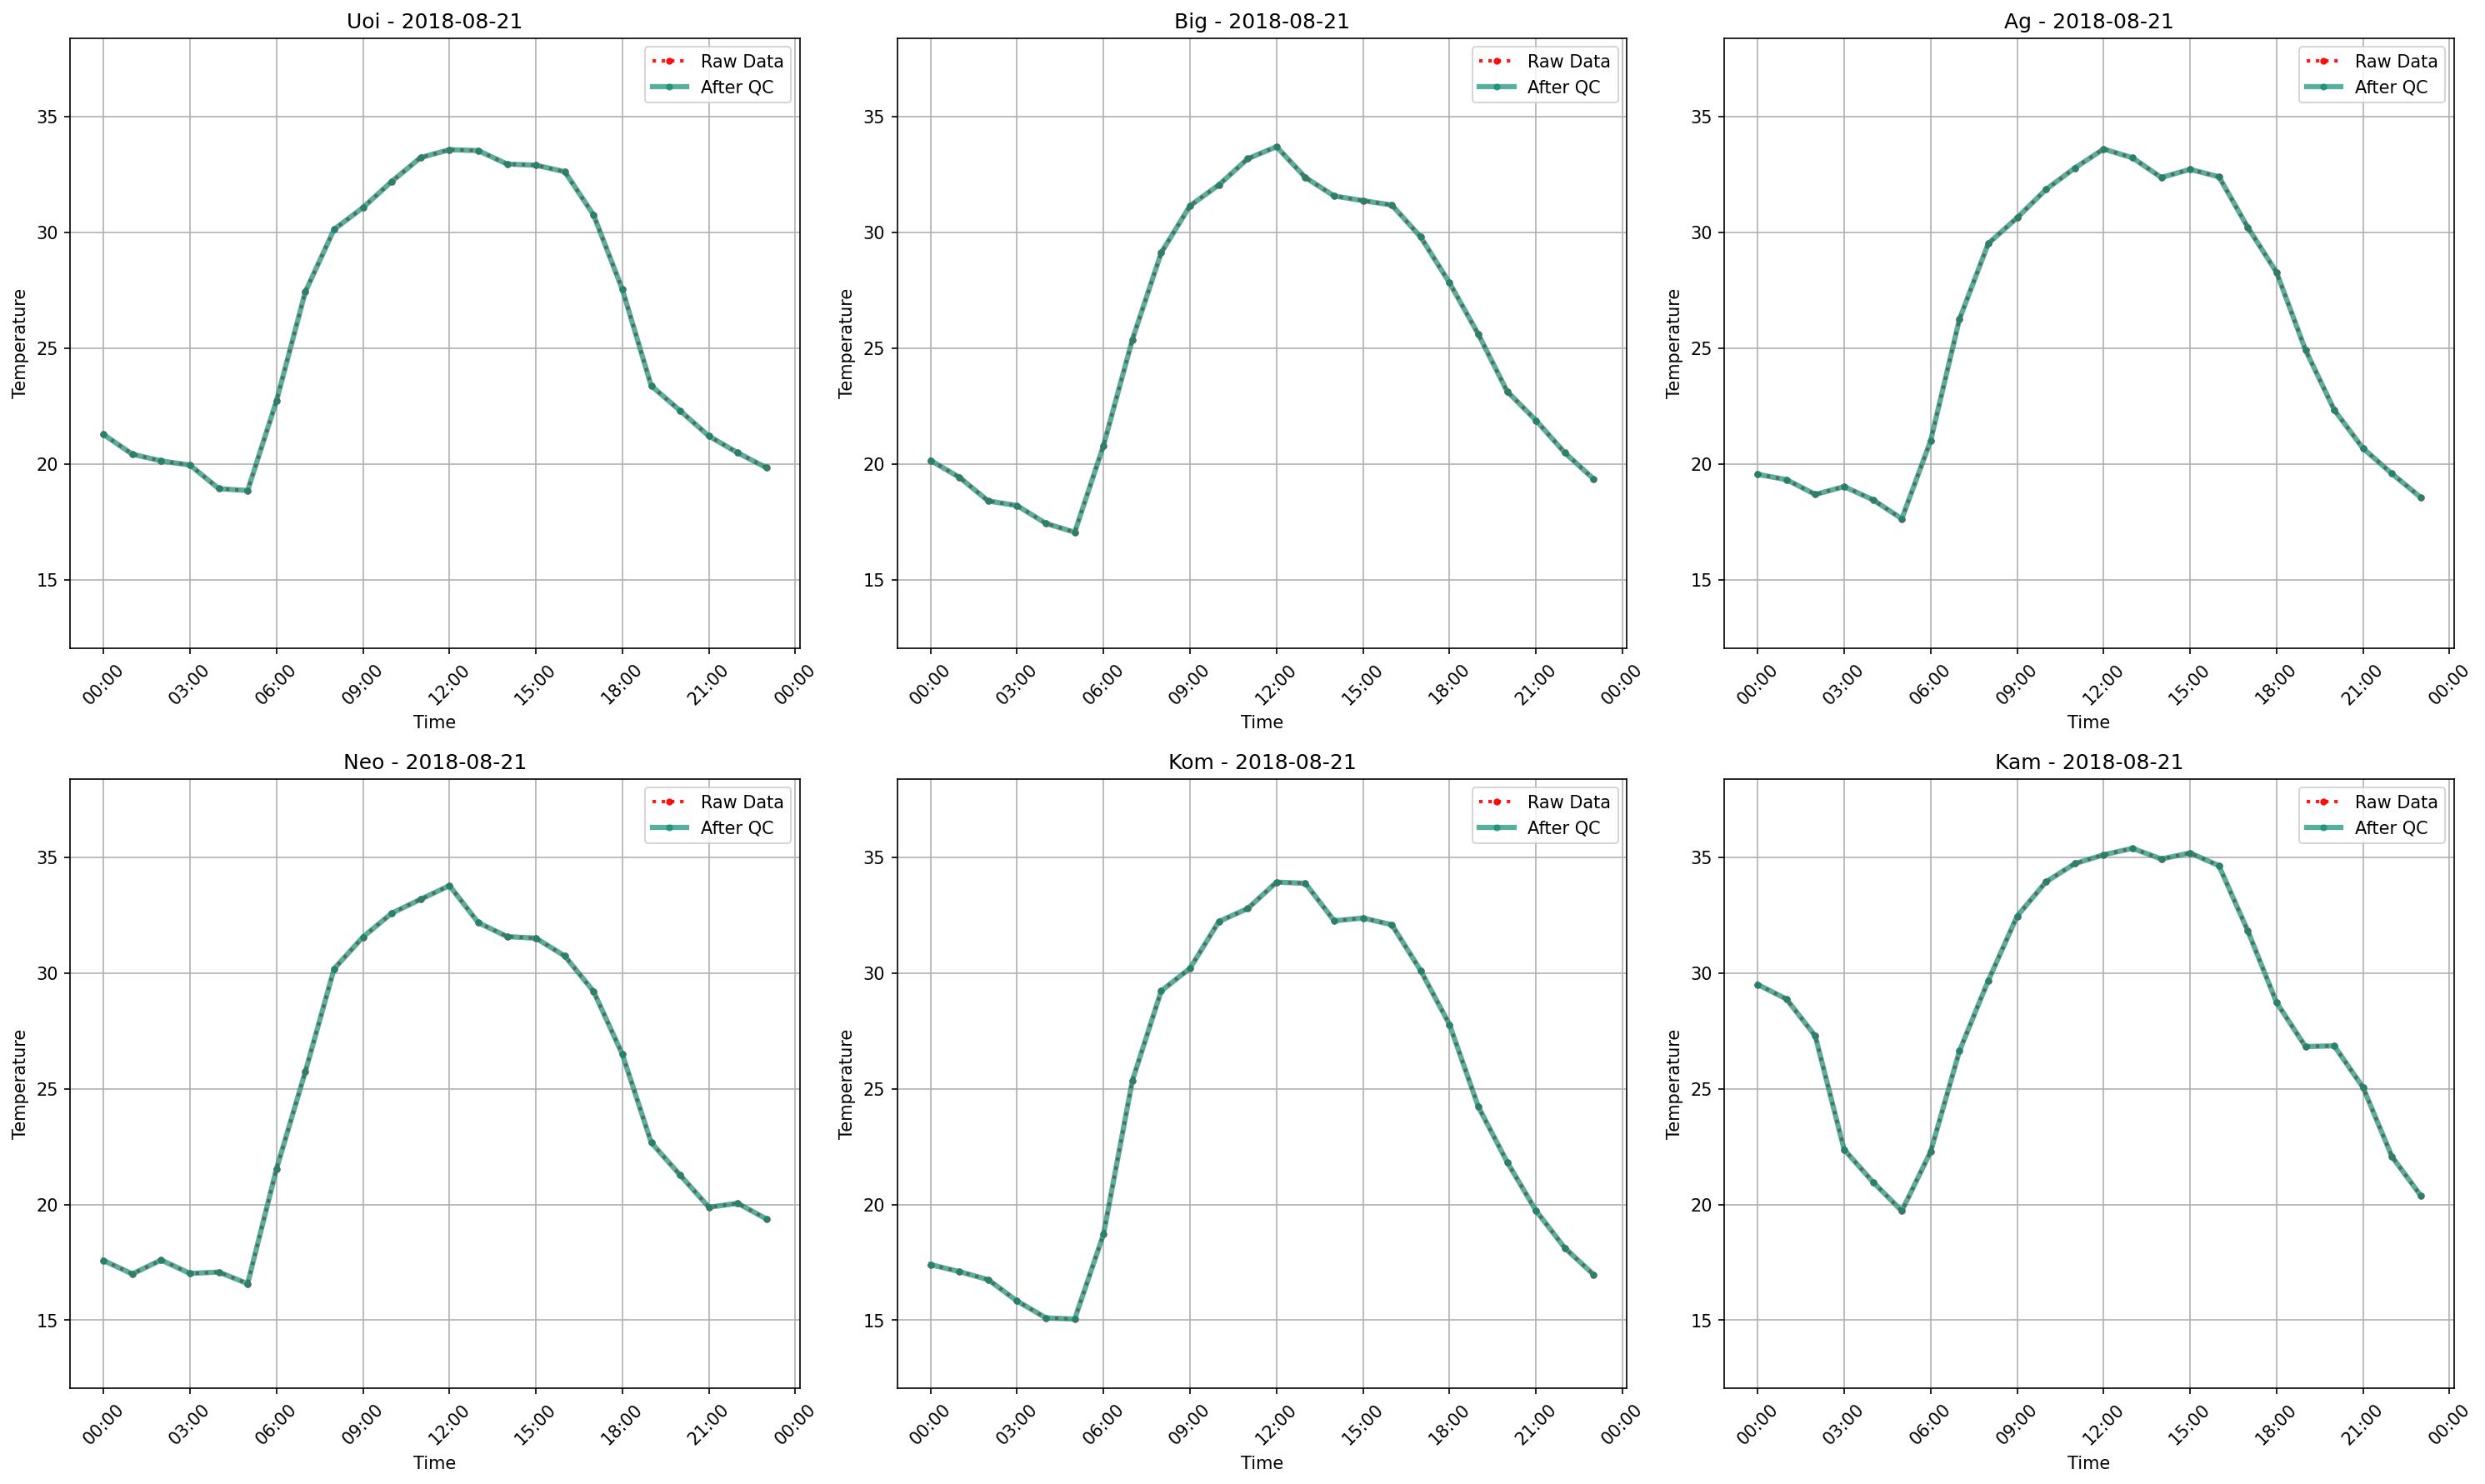 Uoi - 2018-08-21
Raw Data
After QC
35
30
25
20
15
Temperature
00:00
03:00
06:00
09:00
12:00
15:00
18:00
21:00
00:00
Time
Big - 2018-08-21
Raw Data
After QC
35
30
25
20
15
Temperature
00:00
03:00
06:00
09:00
12:00
15:00
18:00
21:00
00:00
Time
Ag - 2018-08-21
Raw Data
After QC
35
30
25
20
15
Temperature
00:00
03:00
06:00
09:00
12:00
15:00
18:00
21:00
00:00
Time
Neo - 2018-08-21
Raw Data
After QC
35
30
25
20
15
Temperature
00:00
03:00
06:00
09:00
12:00
15:00
18:00
21:00
00:00
Time
Kom - 2018-08-21
Raw Data
After QC
35
30
25
20
15
Temperature
00:00
03:00
06:00
09:00
12:00
15:00
18:00
21:00
00:00
Time
Kam - 2018-08-21
Raw Data
After QC
35
30
25
20
15
Temperature
00:00
03:00
06:00
09:00
12:00
15:00
18:00
21:00
00:00
Time